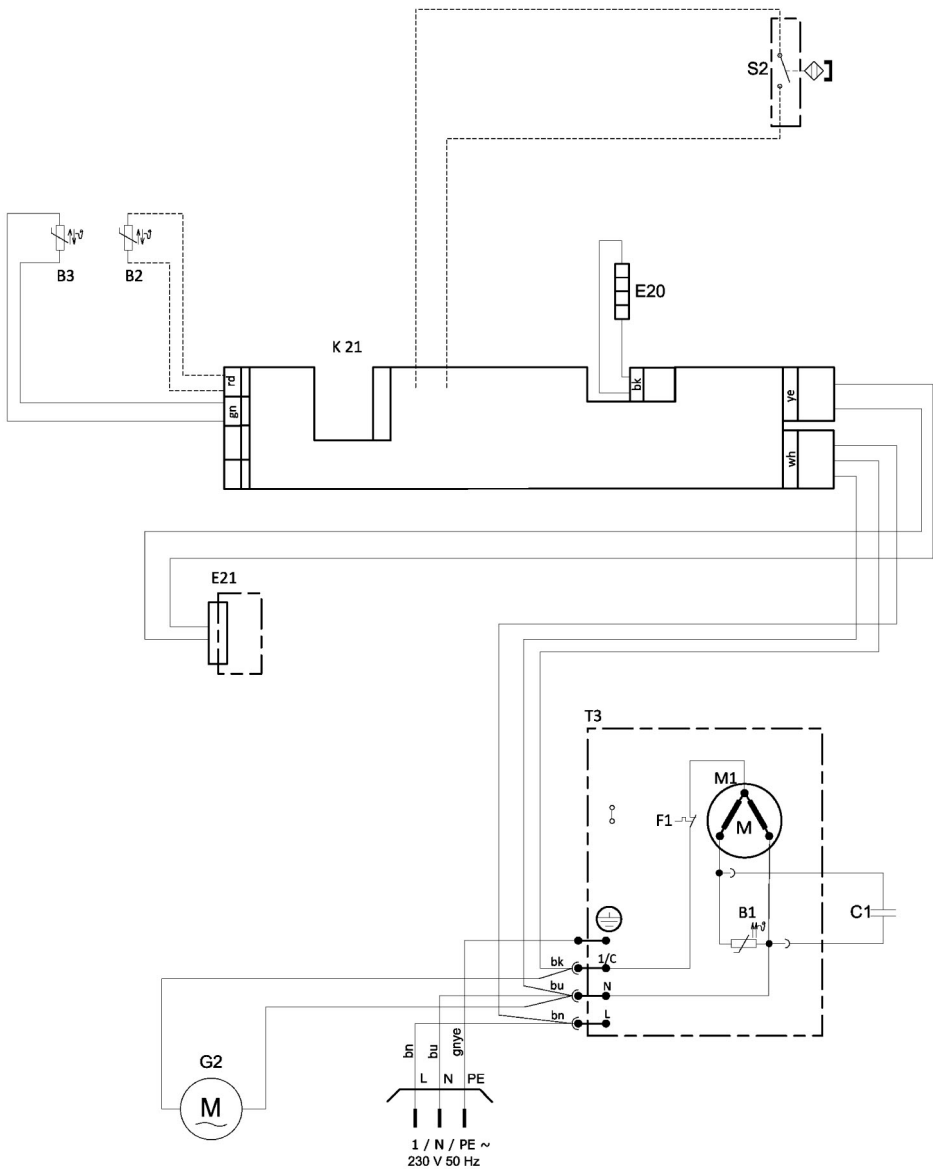 S2
B3
B2
E20
K 21
rd
gn
bk
ye
wh
E21
T3
M1
M
F1
B1
C1
bk
1/C
bu
N
bn
L
bn
bu
gnye
G2
M
L N PE
1 / N / PE ~
230 V 50 Hz